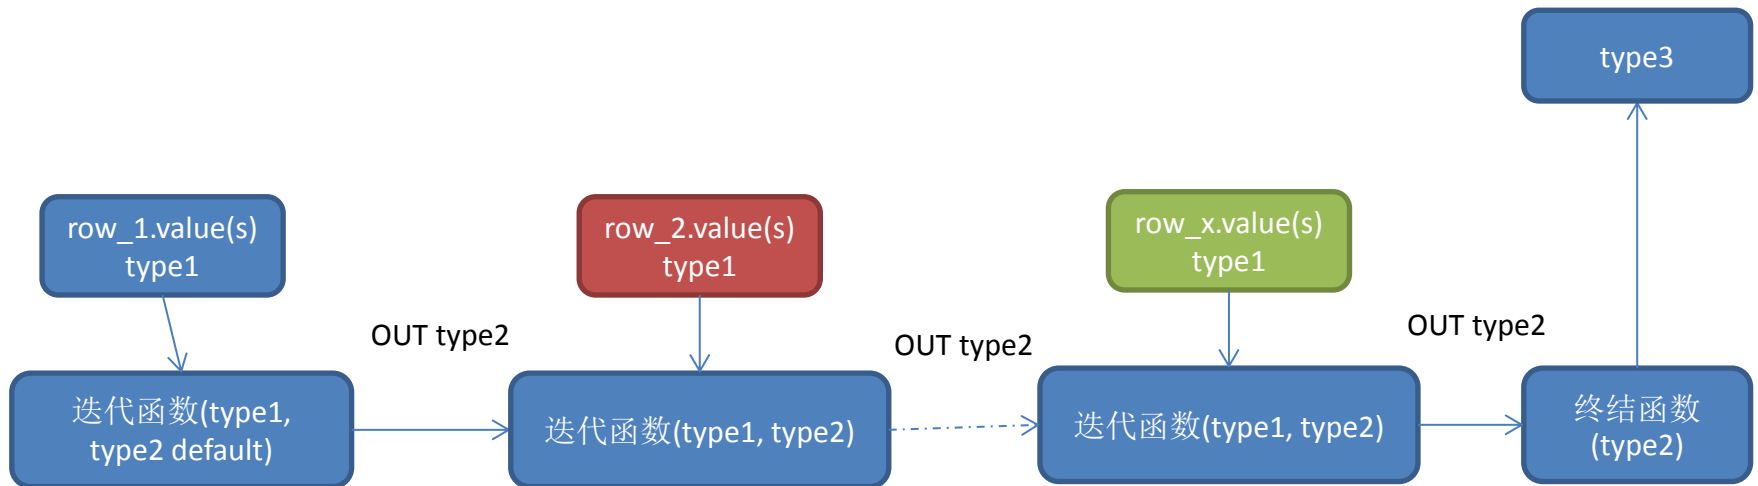 type3
row_1.value(s)
type1
row_2.value(s)
type1
row_x.value(s)
type1
OUT type2
OUT type2
OUT type2
迭代函数(type1,
type2 default)
迭代函数(type1, type2)
迭代函数(type1, type2)
终结函数
(type2)